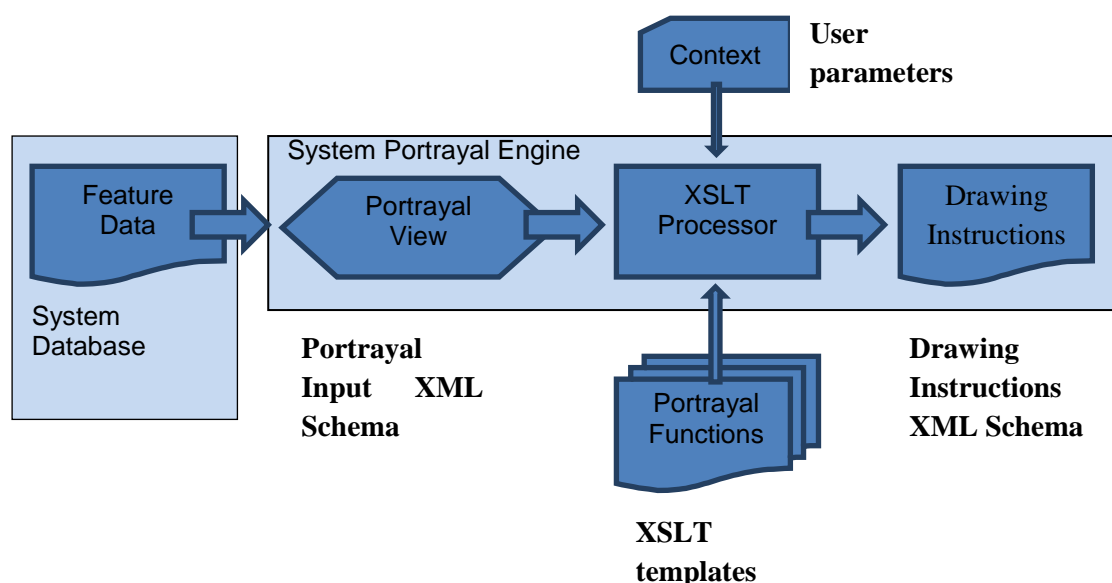 Context
User
parameters
System Portrayal Engine
Feature
Data
Portrayal
View
XSLT
Processor
Drawing
Instructions
System
Database
Portrayal
Input XML
Schema
Portrayal
Functions
Drawing
Instructions
XML Schema
XSLT
templates